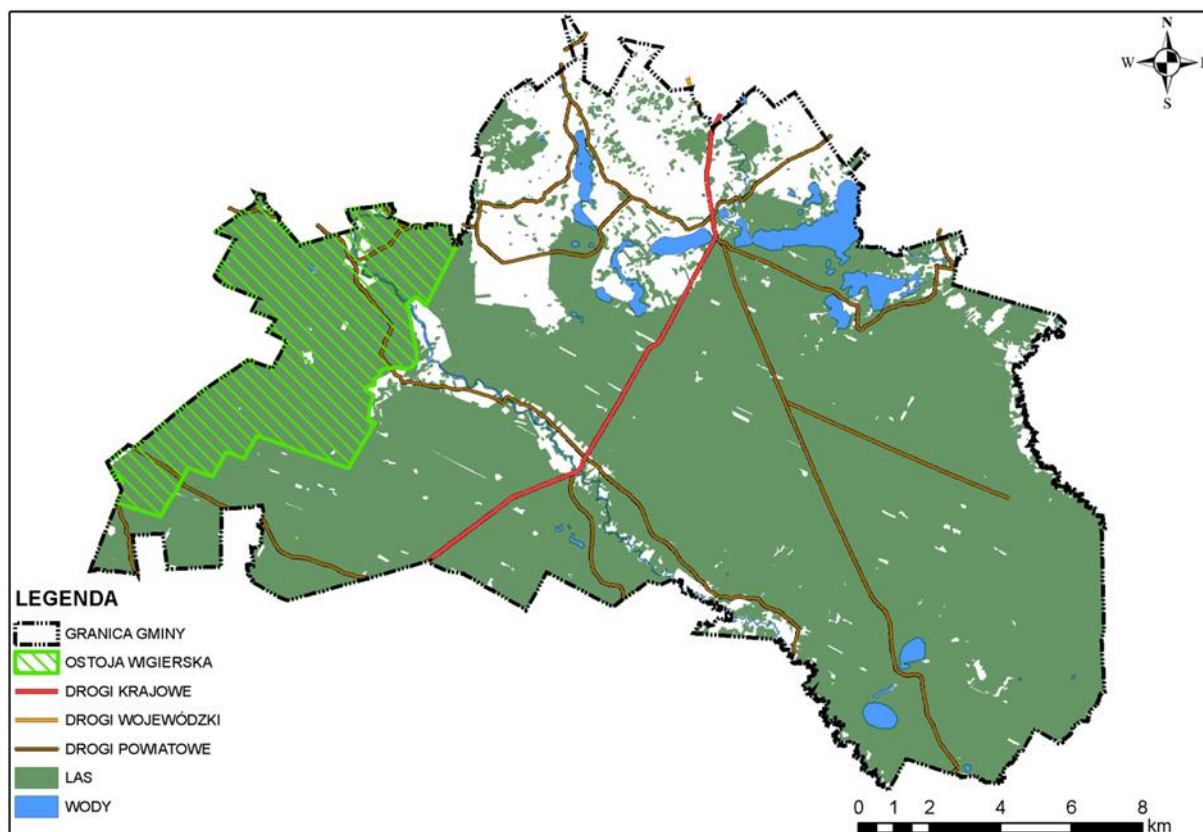 N
W
S
LEGENDA
GRANICA GMINY
OSTOJA WIGIERSKA
DROGI KRAJOWE
DROGI WOJEWÓDZKI
DROGI POWIATOWE
LAS
WODY
0 1 2 4 6 8
km